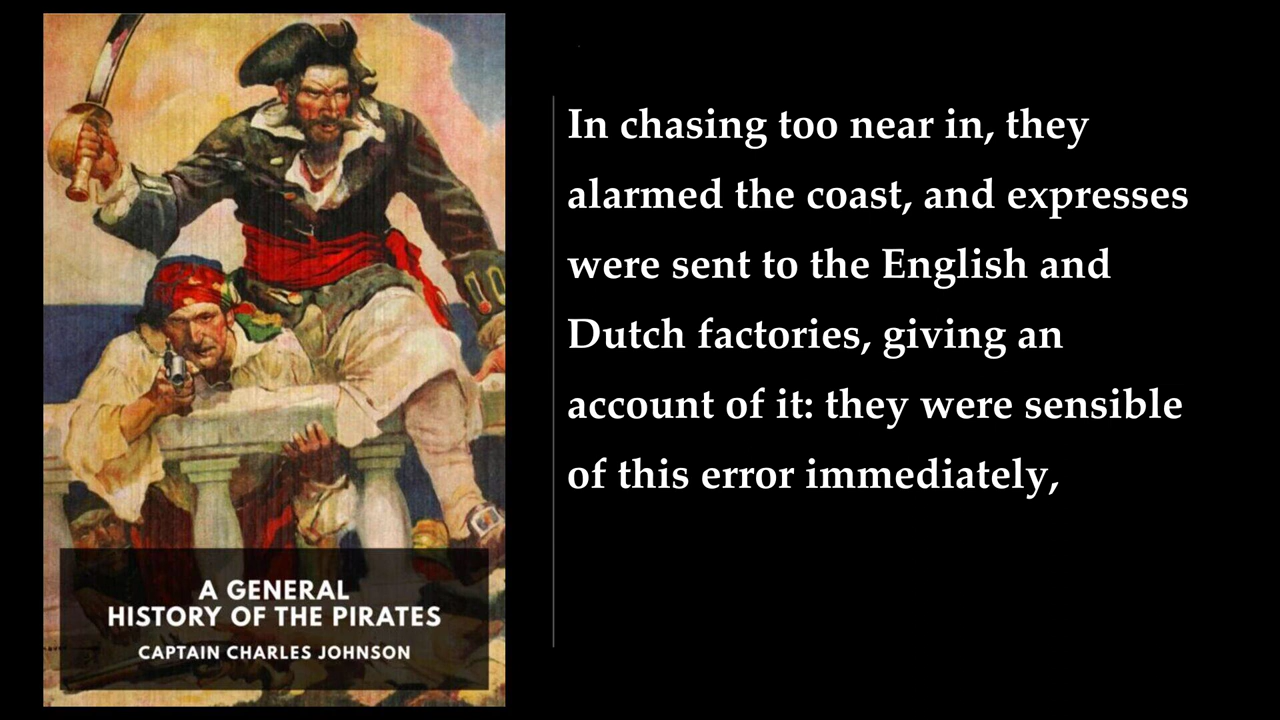 In chasing too near in, they
alarmed the coast, and expresses
were sent to the English and
Dutch factories, giving an
account of it: they were sensible
of this error immediately,
A GENERAL
HISTORY OF THE PIRATES
CAPTAIN CHARLES JOHNSON